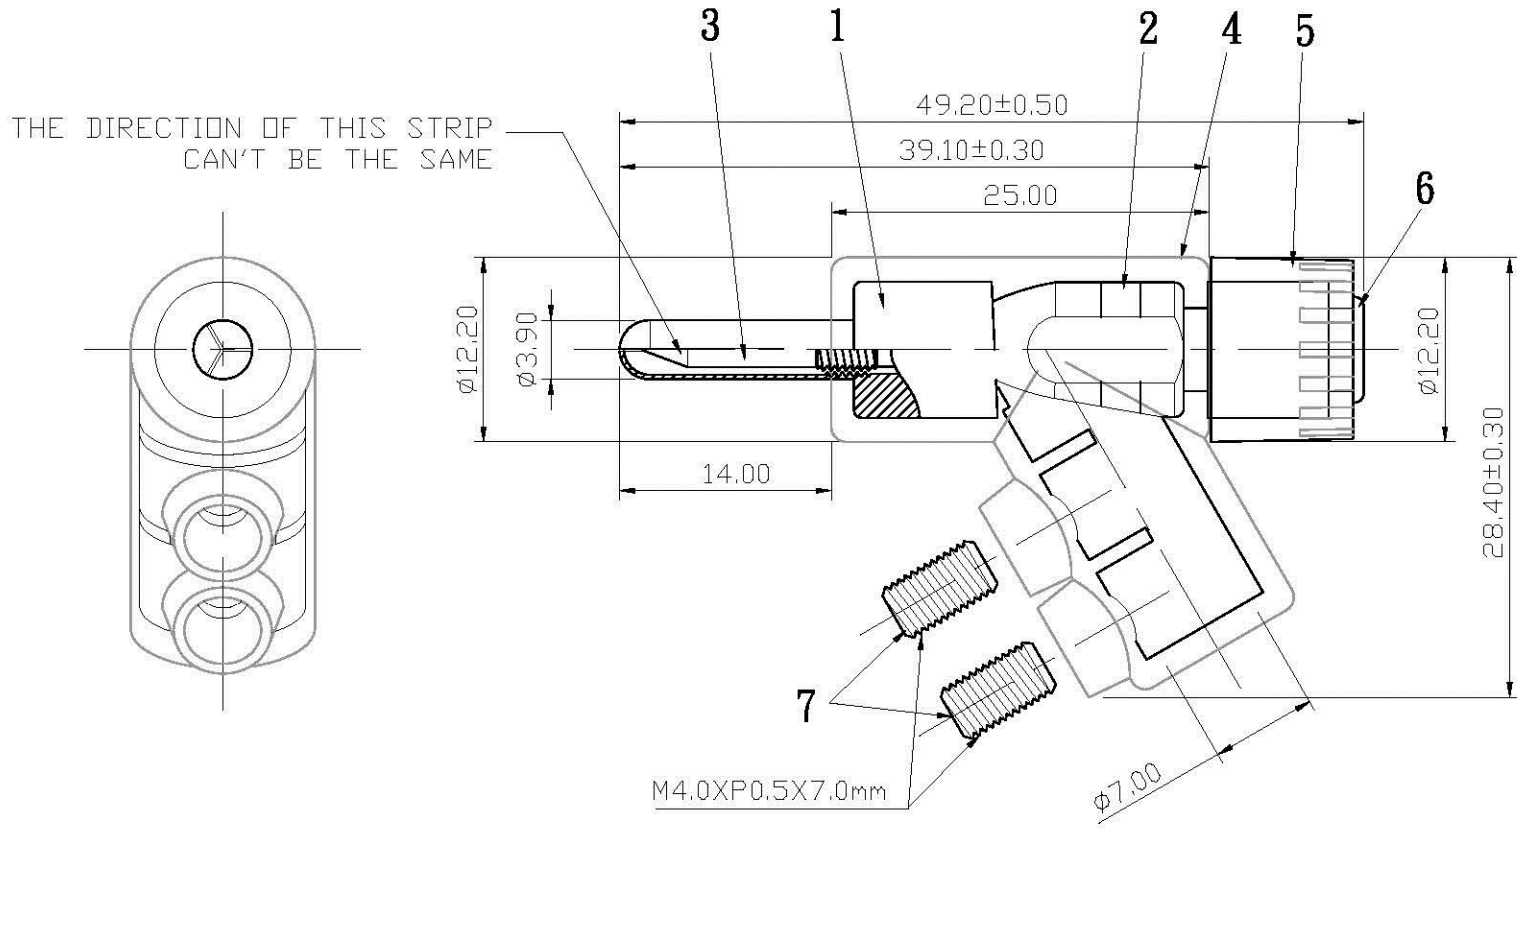 3
1
2
4
5
49.20±0.50
THE DIRECTION OF THIS STRIP
CAN'T BE THE SAME
39.10±0.30
25.00
6
ø12.20
ø3.90
ø12.20
28.40±0.30
14.00
7
M4.0XP0.5X7.0mm
ø7.00